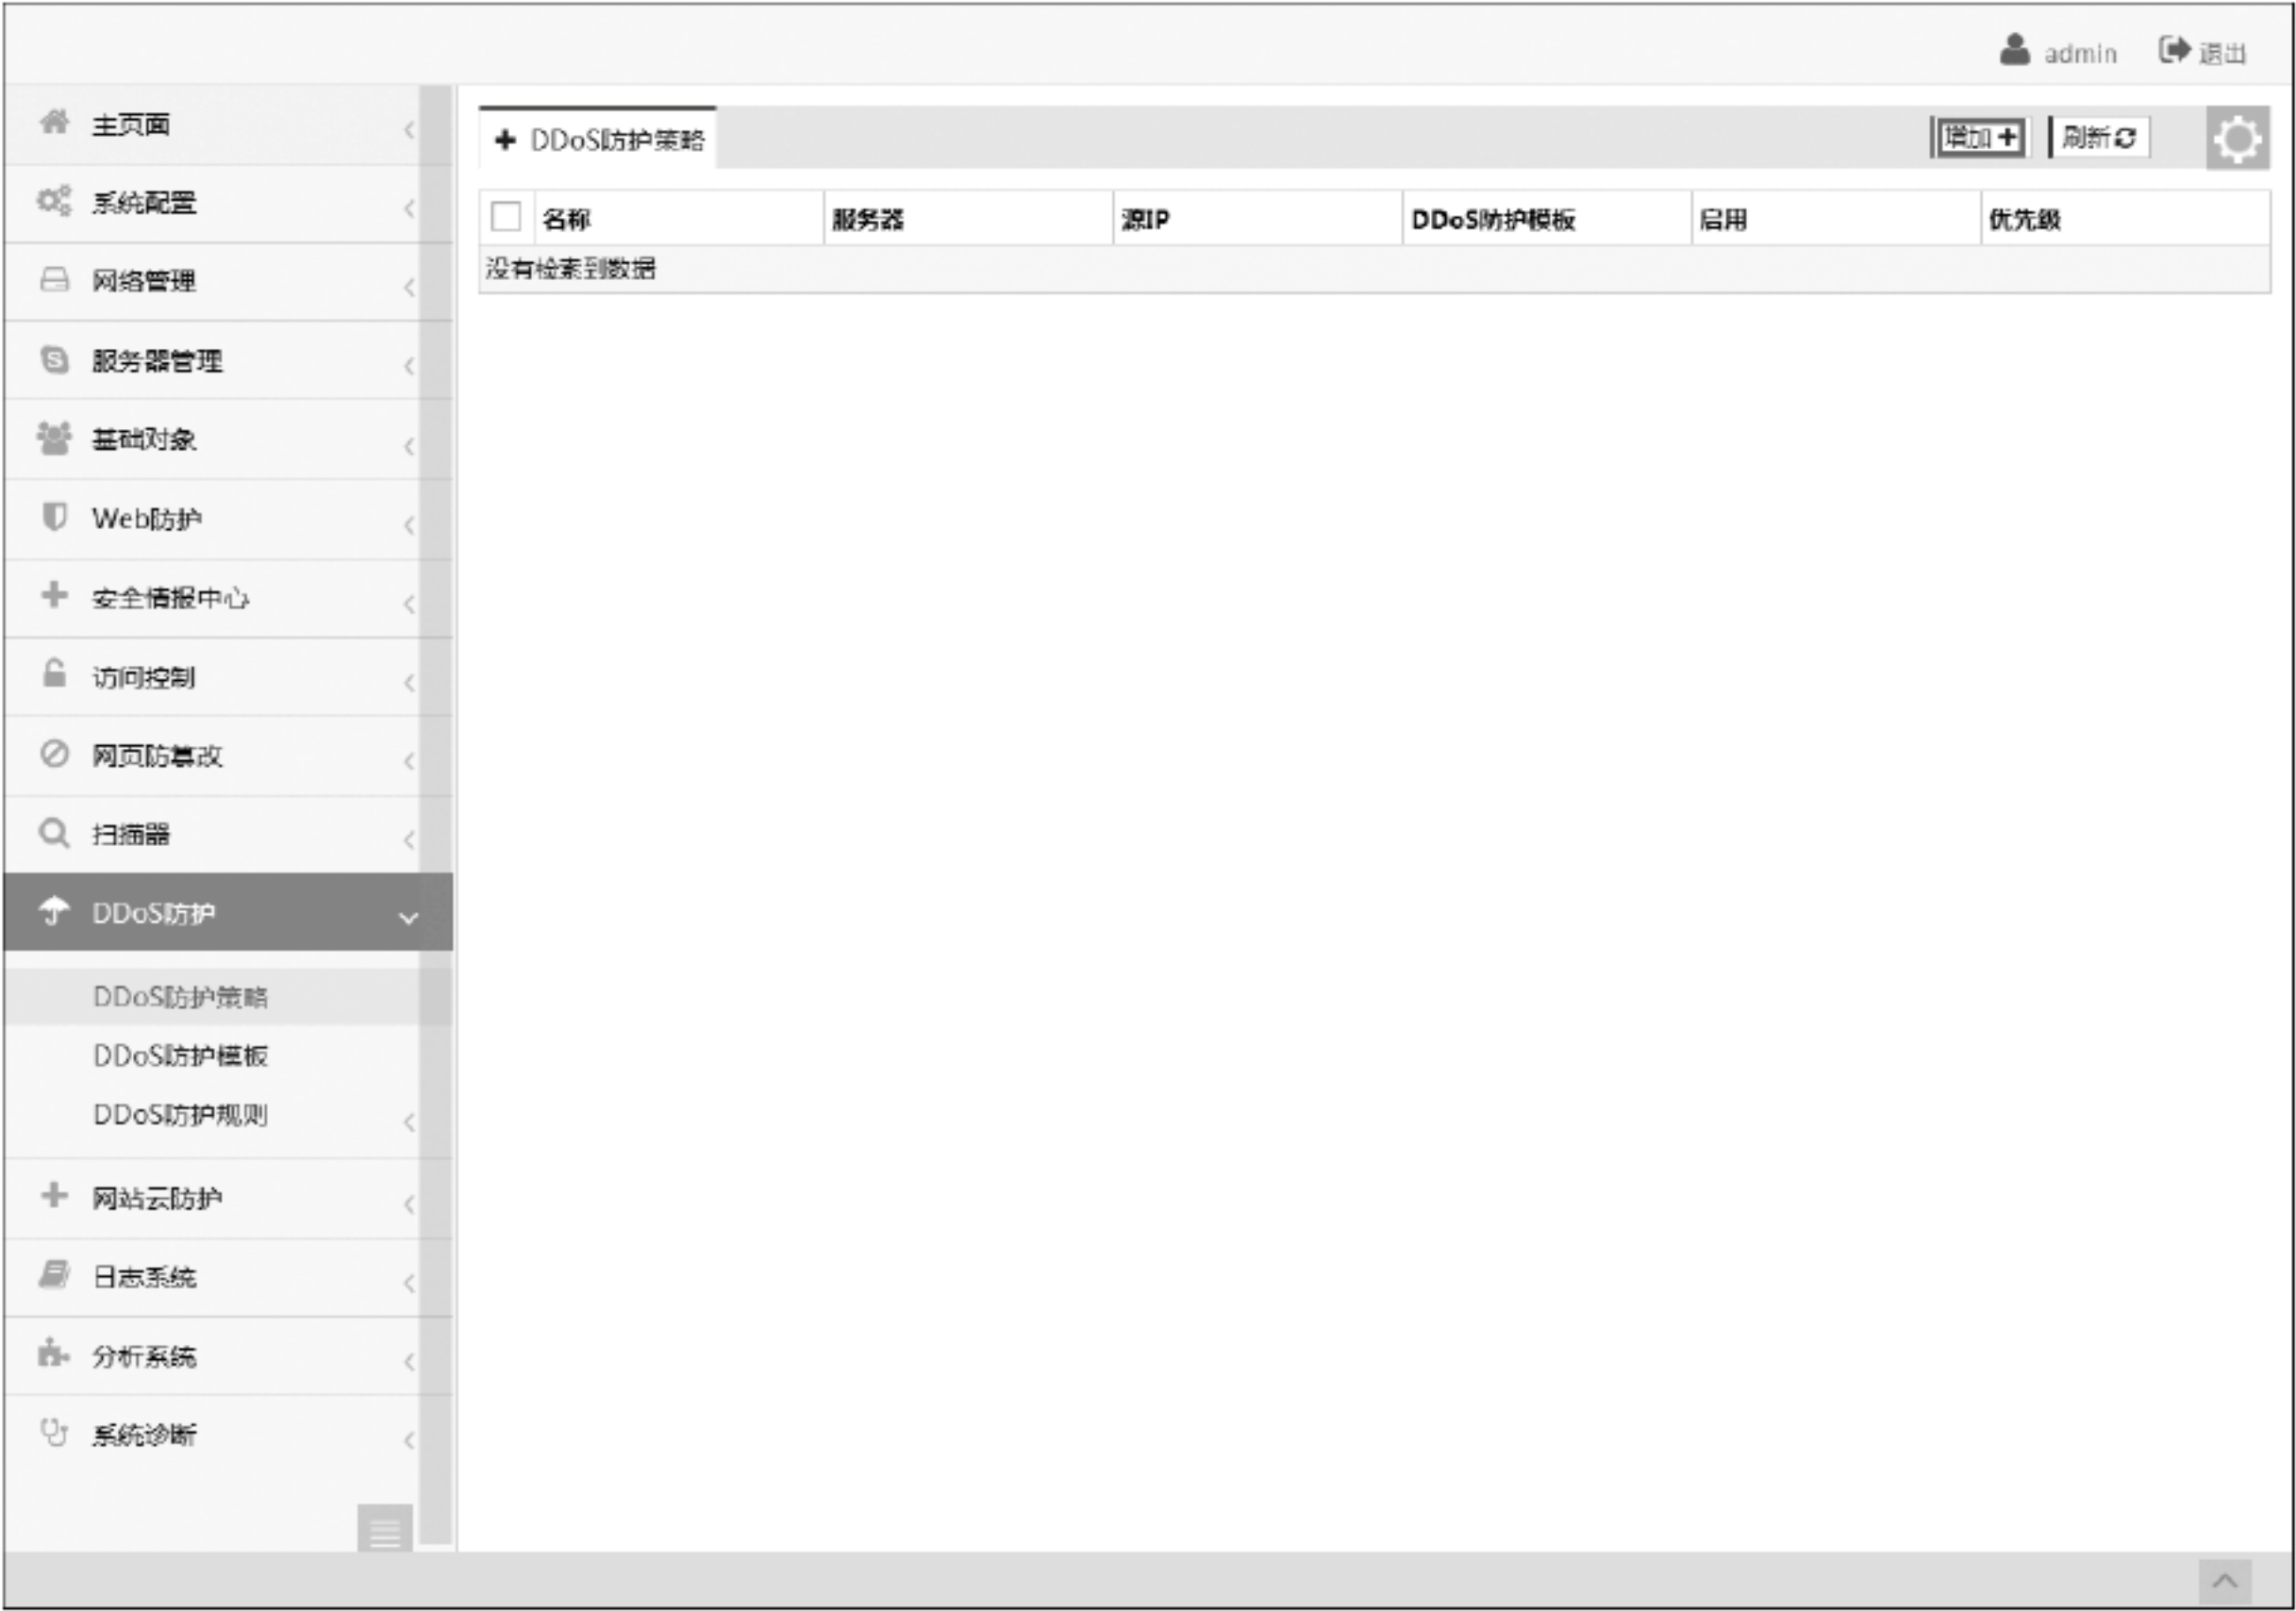 admin 退出
主页面
系统配置
网络管理
服务器管理
基础对象
Web防护
安全情报中心
访问控制
网页防篡改
扫描器
DDoS防护
DDoS防护策略
DDoS防护模板
DDoS防护规则
网站云防护
日志系统
分析系统
系统诊断
DDoS防护策略 增加 刷新
名称 服务器 源IP DDoS防护模板 启用 优先级
没有检索到数据